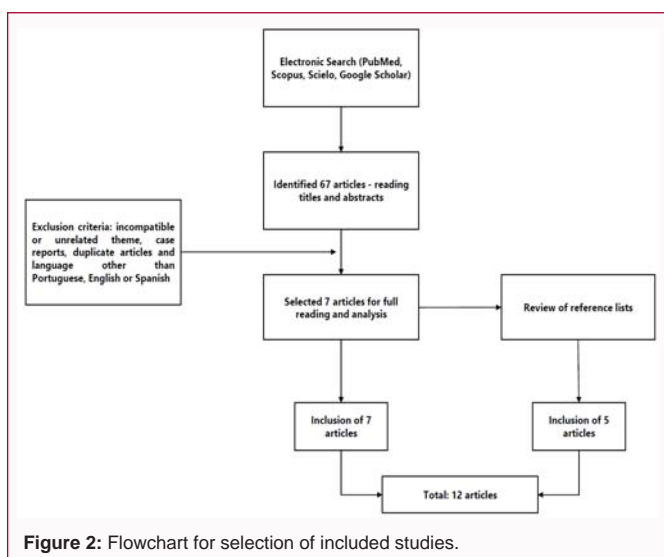 Electronic Search (PubMed,
Scopus, Scielo, Google Scholar)
Identified 67 articles - reading
titles and abstracts
Exclusion criteria: incompatible
or unrelated theme, case
reports, duplicate articles and
language other than
Portuguese, English or Spanish
Selected 7 articles for full
reading and analysis
Review of reference lists
Inclusion of 7
articles
Inclusion of 5
articles
Total: 12 articles
Figure 2: Flowchart for selection of included studies.